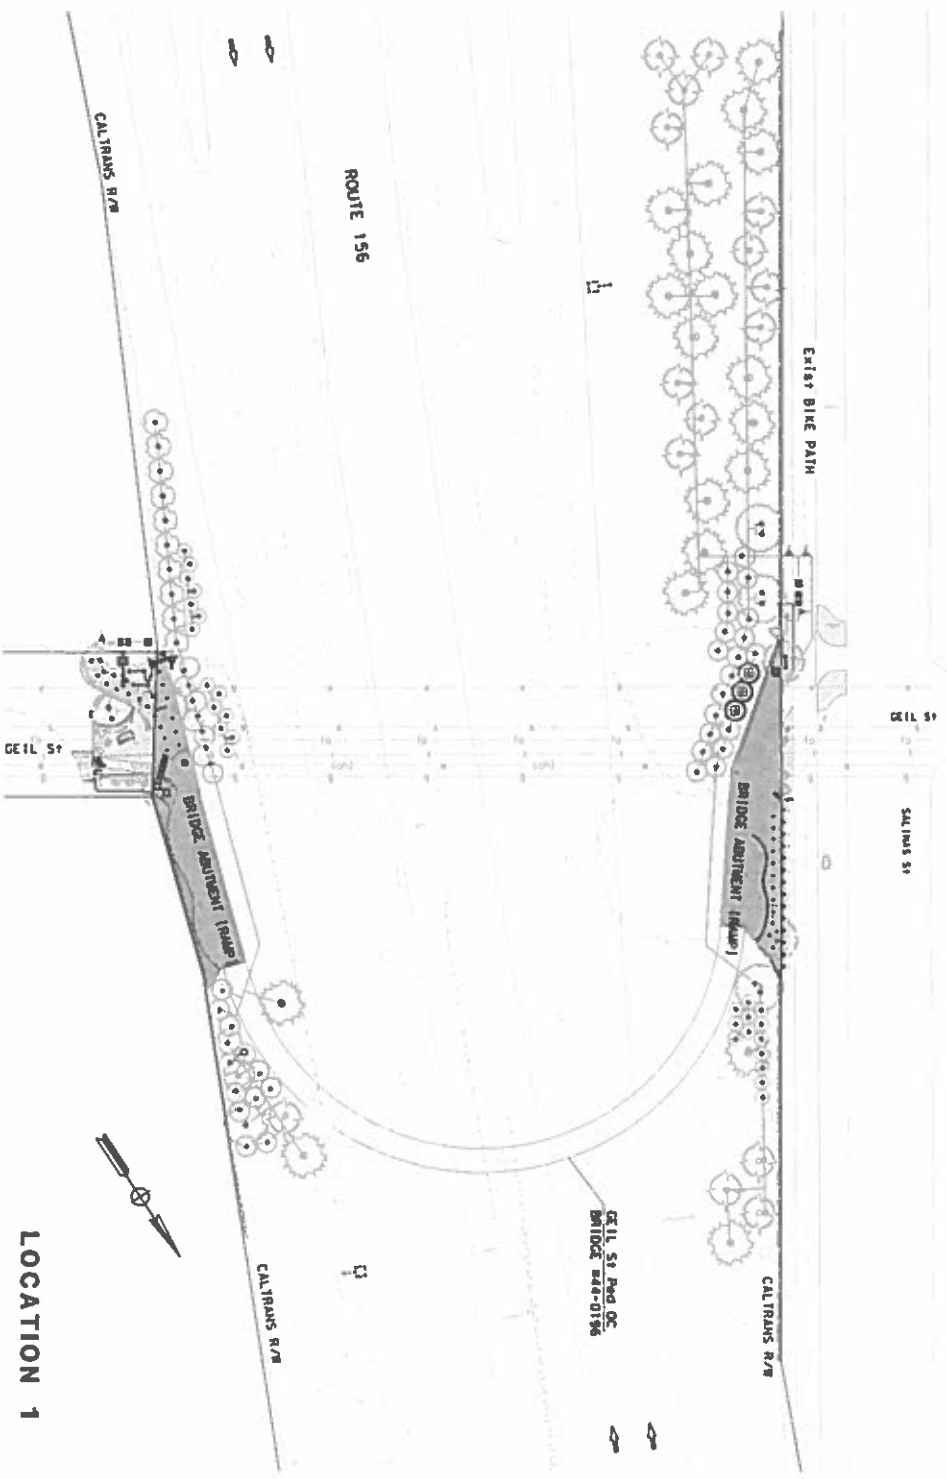 CALTRANS R/W
ROUTE 156
Exist BIKE PATH
GEIL St
GEIL St
SALINAS St
BRIDGE ABUTMENT [RAMP
BRIDGE ABUTMENT [RAMP]
GEIL St Ped OC
BRIDGE #44-0196
CALTRANS R/W
CALTRANS R/W
LOCATION 1